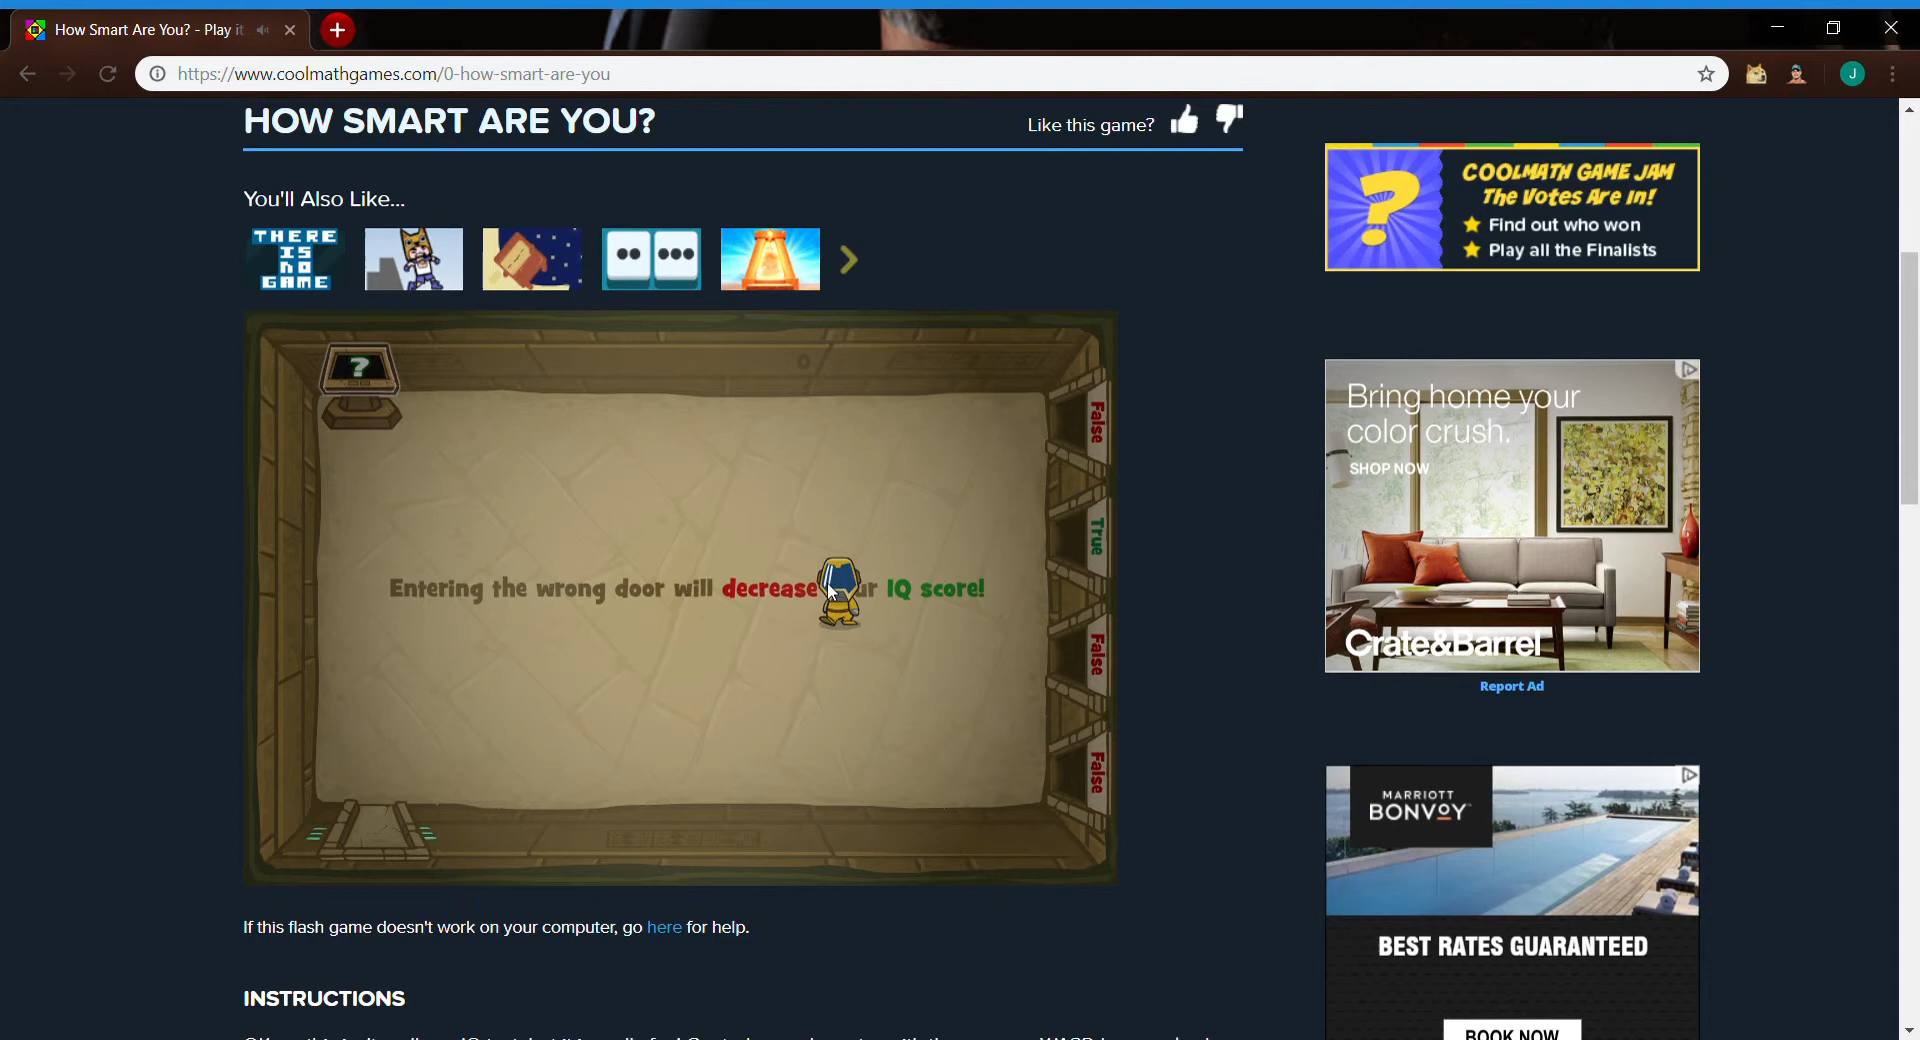 How Smart Are You? - Play it
https://www.coolmathgames.com/0-how-smart-are-you
J
HOW SMART ARE YOU?
Like this game?
You'll Also Like...
THERE
IS
NO
GAME
COOLMATH GAME JAM
The Votes Are In!
Find out who won
Play all the Finalists
?
False
True
False
False
Entering the wrong door will decrease IQ score!
Bring home your
color crush.
SHOP NOW
Crate&Barrel
Report Ad
MARRIOTT
BONVOY
BEST RATES GUARANTEED
BOOK NOW
If this flash game doesn't work on your computer, go here for help.
INSTRUCTIONS